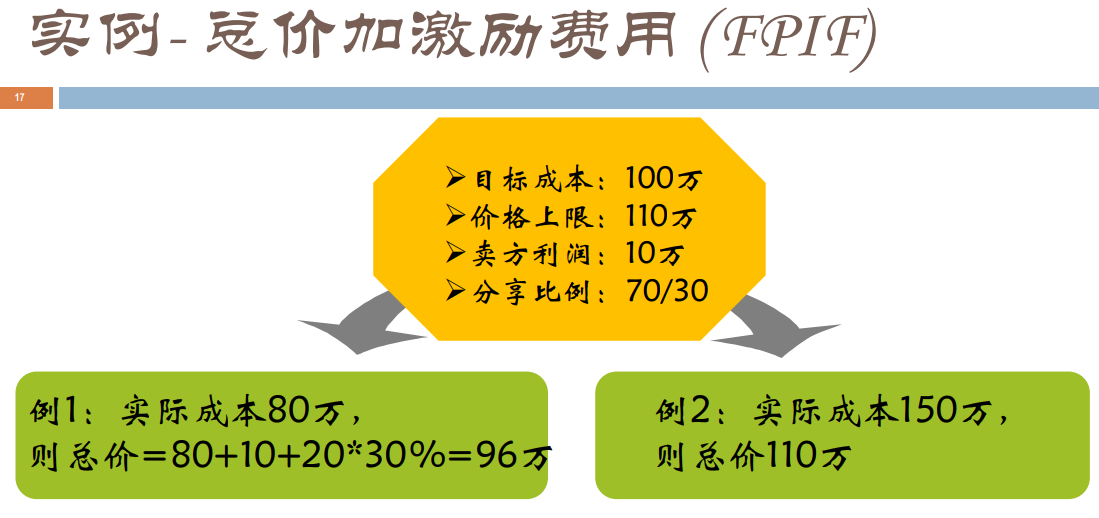 实例-总价加激励费用(FPIF)
17
➢目标成本：100万
➢价格上限：110万
➢卖方利润：10万
➢分享比例：70/30
例1：实际成本80万，
则总价=80+10+20*30%=96万
例2：实际成本150万，
则总价110万